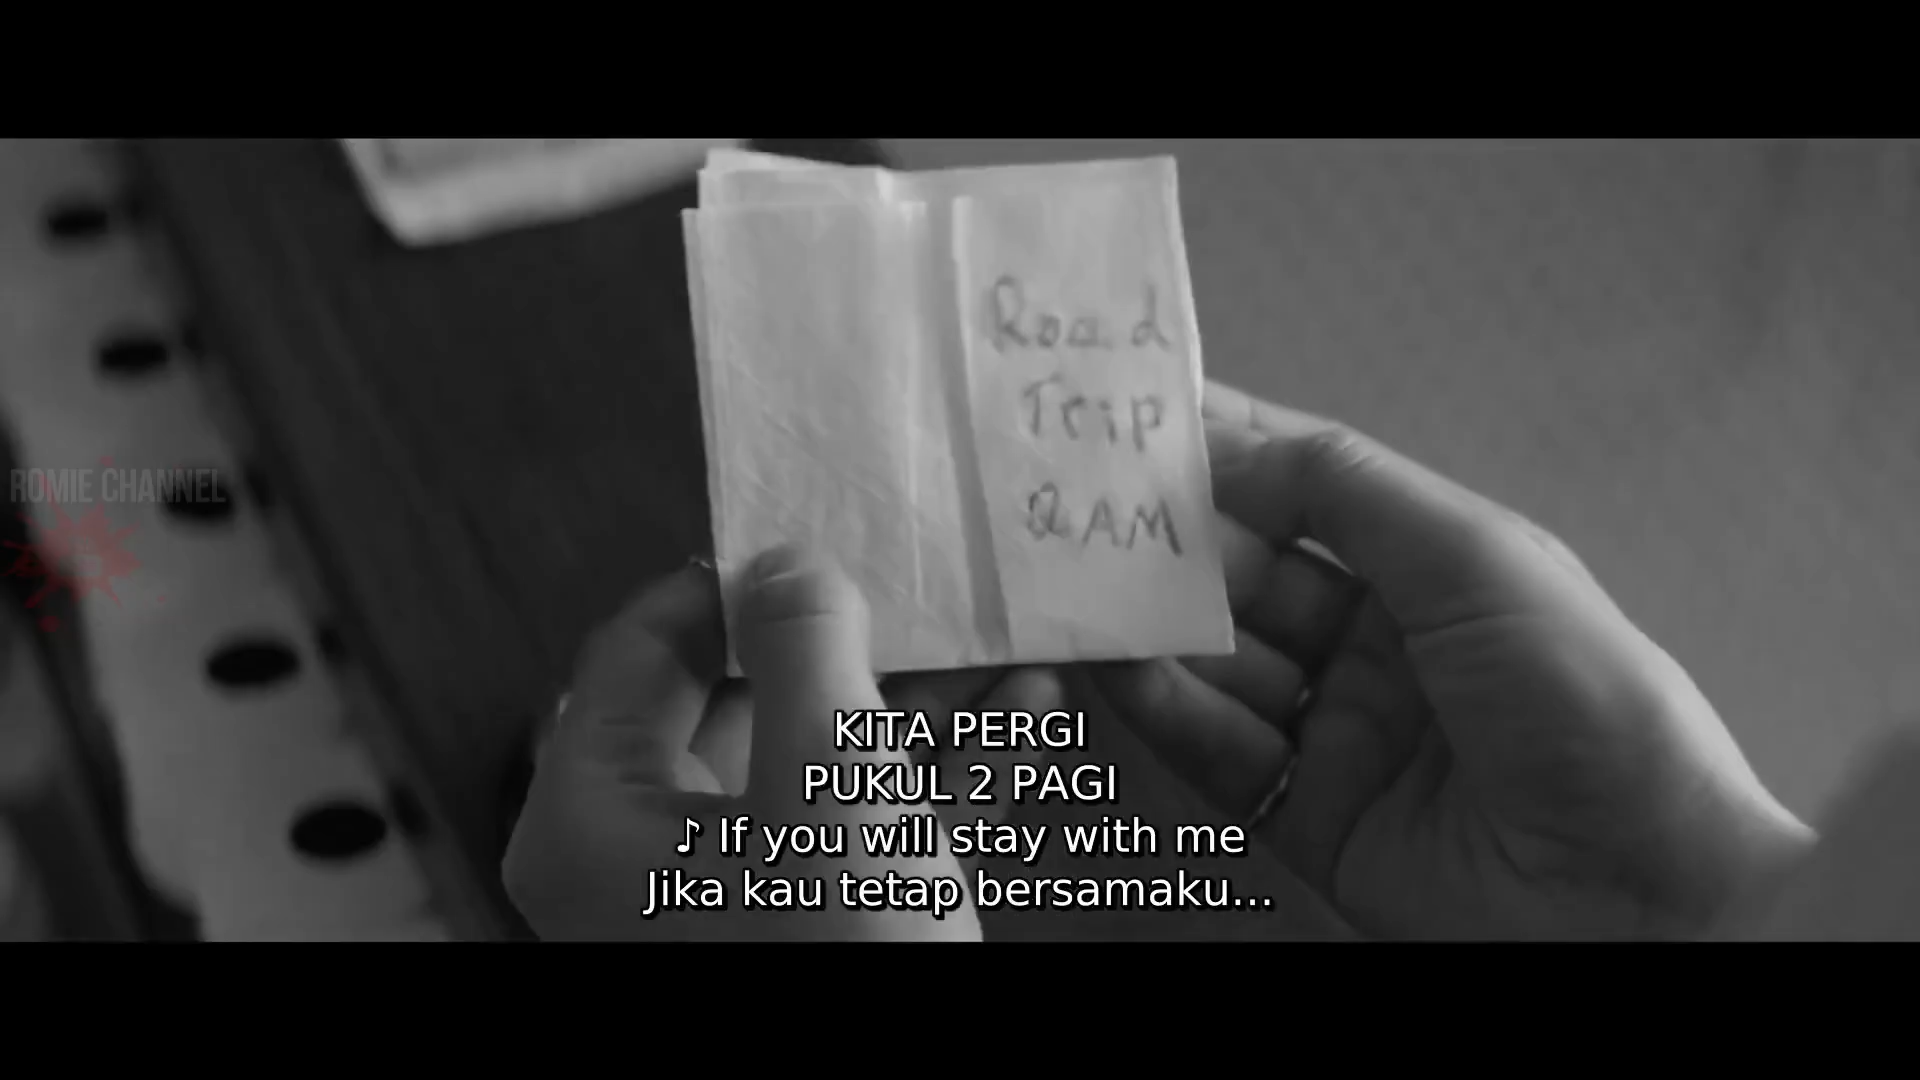 Road
Trip
2AM
ROMIE CHANNEL
KITA PERGI
PUKUL 2 PAGI
♪ If you will stay with me
Jika kau tetap bersamaku...